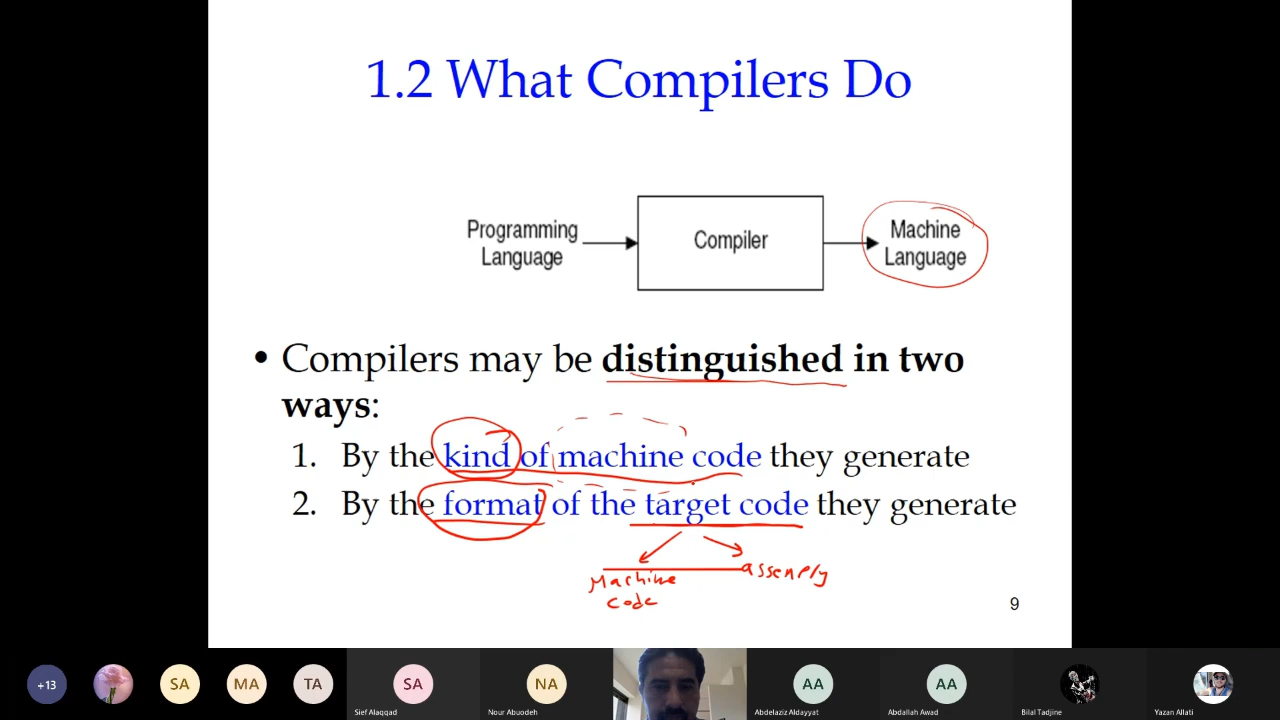 1.2 What Compilers Do
Programming
Language
Compiler
Machine
Language
• Compilers may be distinguished in two
ways:
1. By the kind of machine code they generate
2. By the format of the target code they generate
Machine
code
assenply
9
+13
SA
MA
TA
SA
Sief Alaqqad
NA
Nour Abuodeh
AA
Abdelaziz Aldayyat
AA
Abdallah Awad
Bilal Tadjine
Yazan Allati